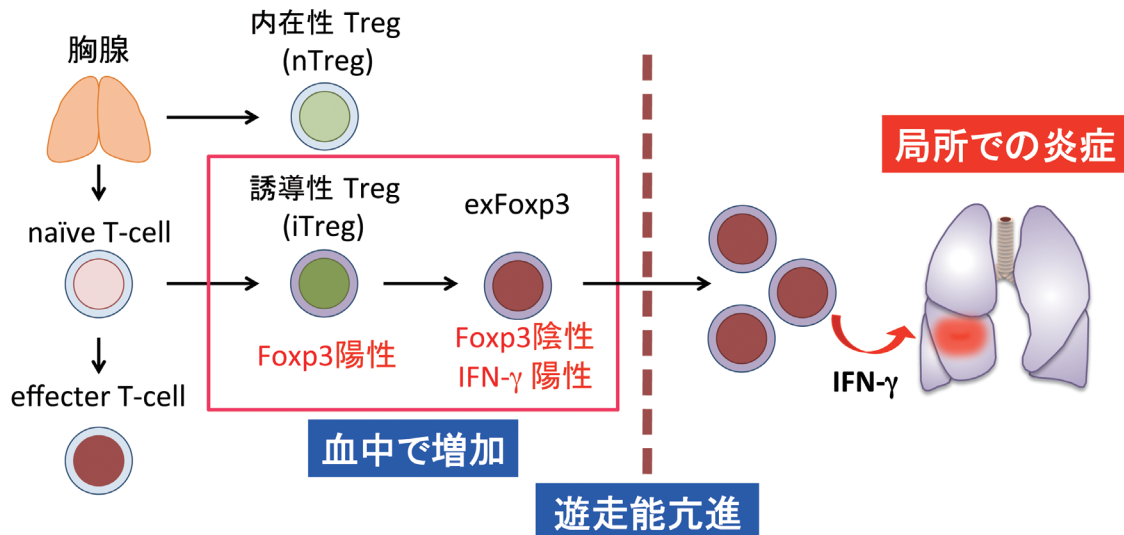 胸腺
内在性 Treg
(nTreg)
naïve T-cell
誘導性 Treg
(iTreg)
exFoxp3
Foxp3陽性
Foxp3陰性
IFN-γ 陽性
effecter T-cell
血中で増加
遊走能亢進
局所での炎症
IFN-γ